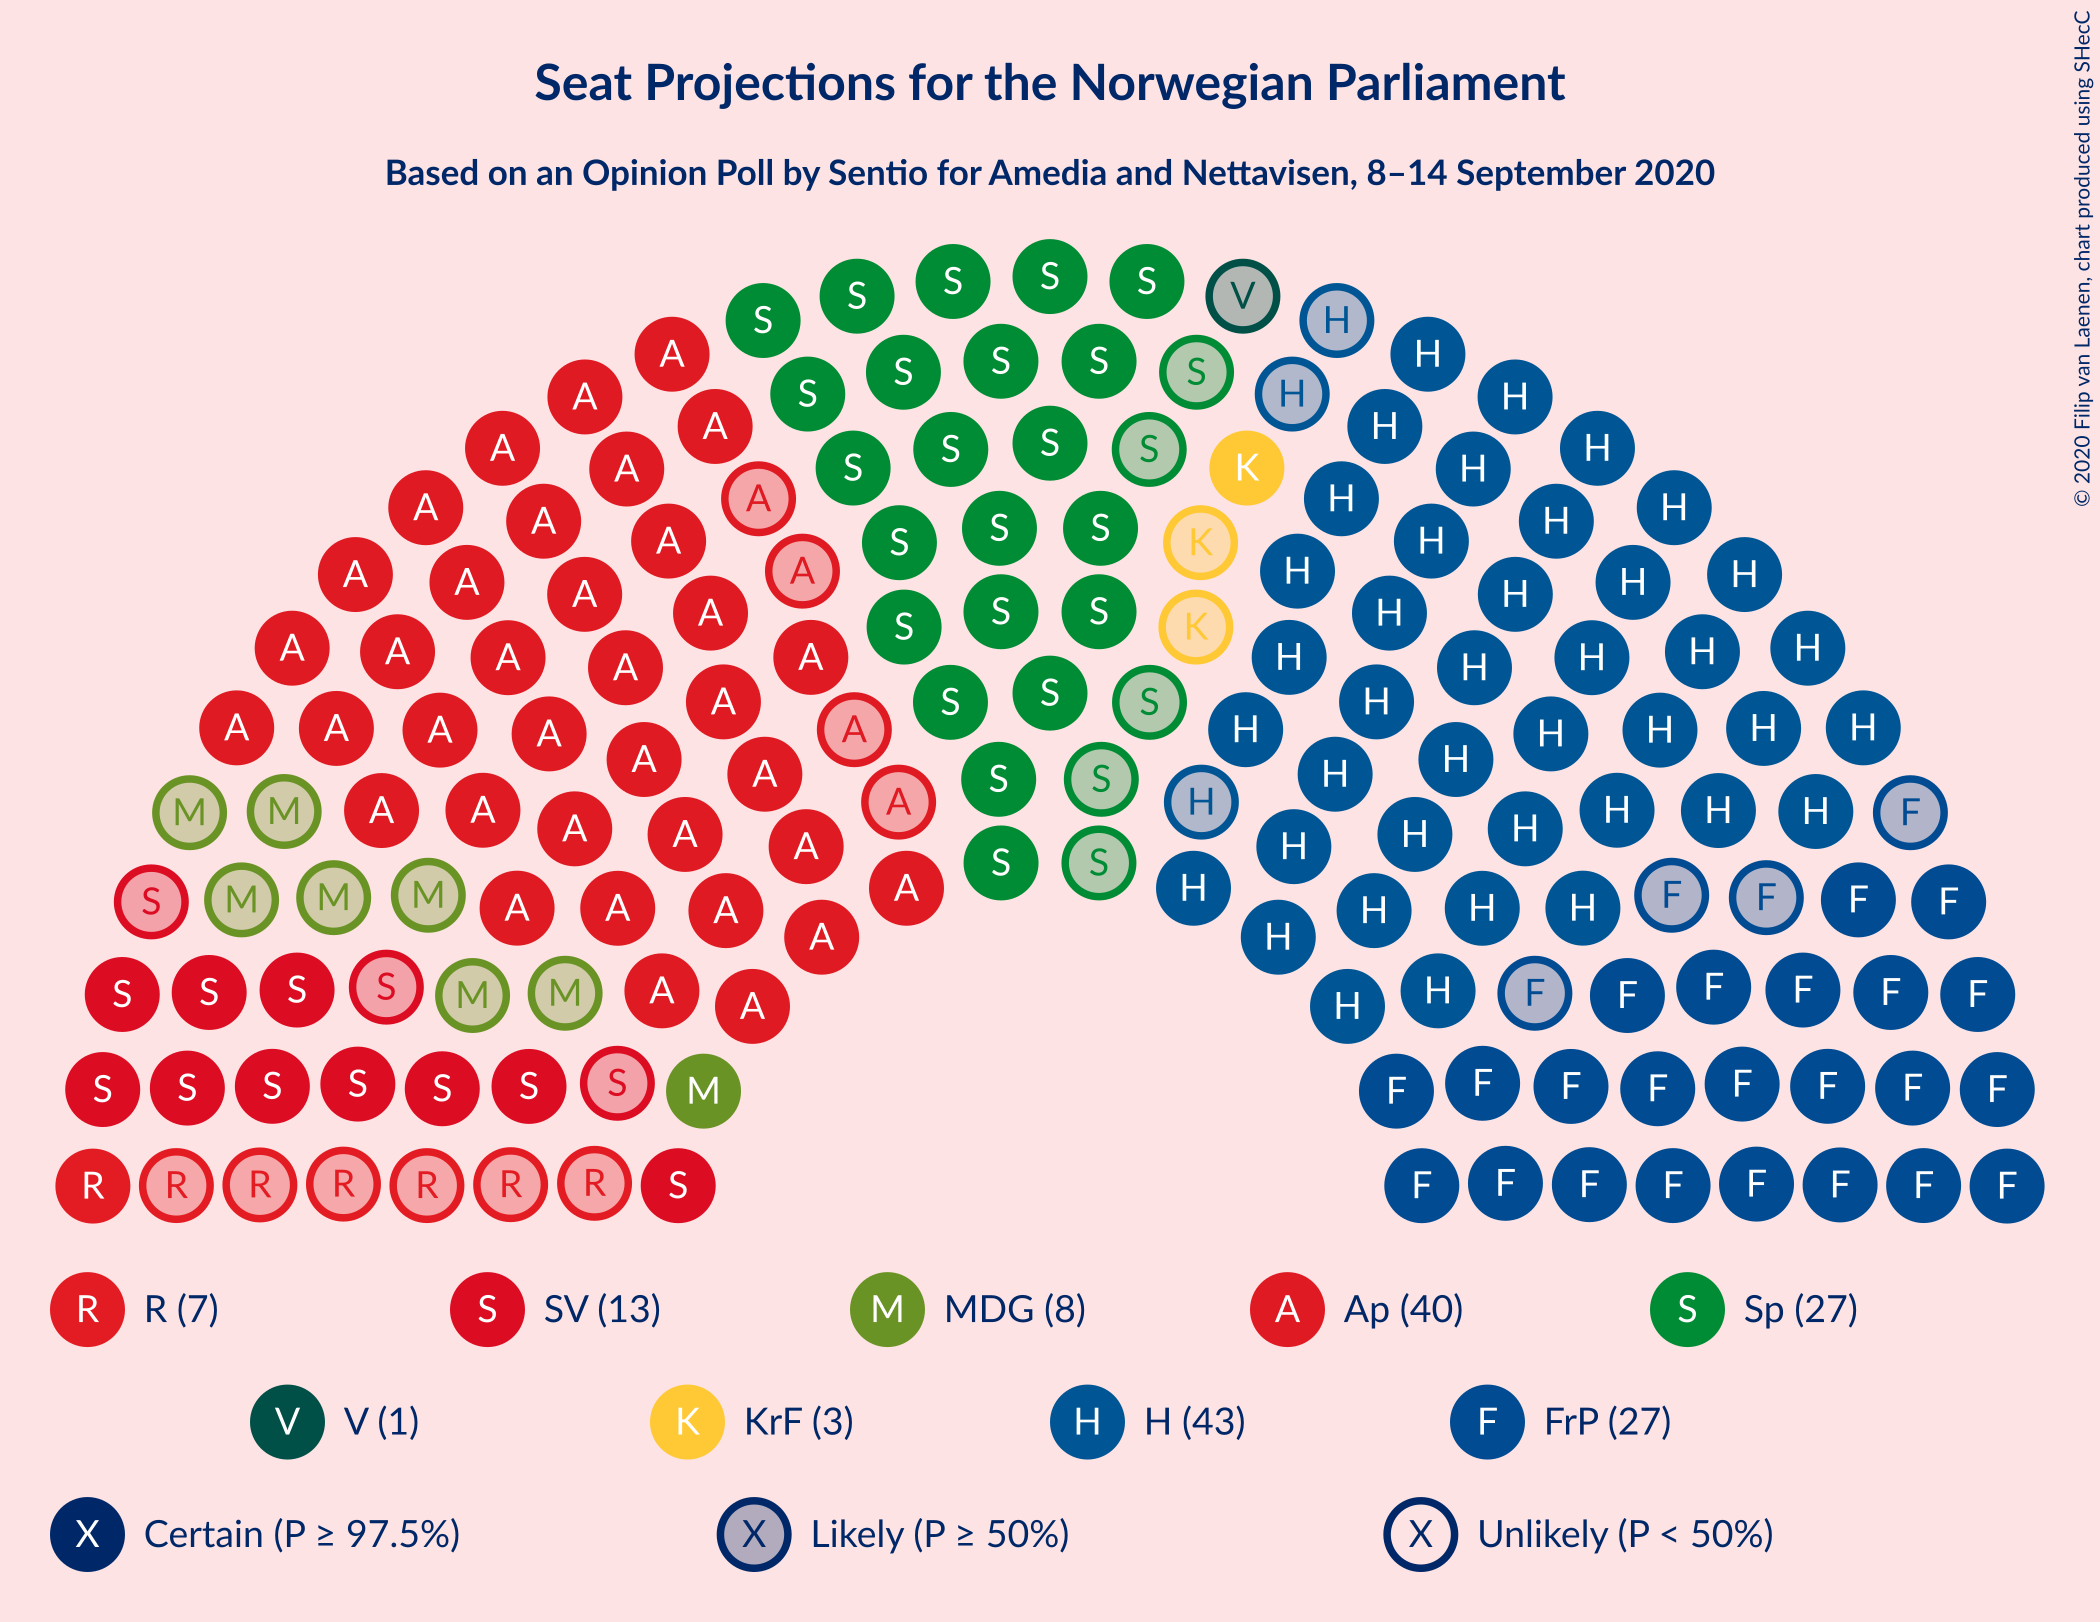 Seat Projections for the Norwegian Parliament
Based on an Opinion Poll by Sentio for Amedia and Nettavisen, 8–14 September 2020
© 2020 Filip van Laenen, chart produced using SHecC
S S S S S V H
A S S S S S H H
A A S S S S K H H
A A A S S S K H H H
A A A A S S S K H H H H
A A A A A S S S H H H H H
A A A A A A S S H H H H H H
A A A A A A A S H H H H H H H
M M A A A A A A S S H H H H H H H H F
S M M M A A A A A H H H H H F F F F
S S S S M M A A H H F F F F F F
S S S S S S S M F F F F F F F F
R R R R R R R S F F F F F F F F
R R (7) S SV (13) M MDG (8) A Ap (40) S Sp (27)
V V (1) K KrF (3) H H (43) F FrP (27)
X Certain (P ≥ 97.5%) X Likely (P ≥ 50%) X Unlikely (P < 50%)